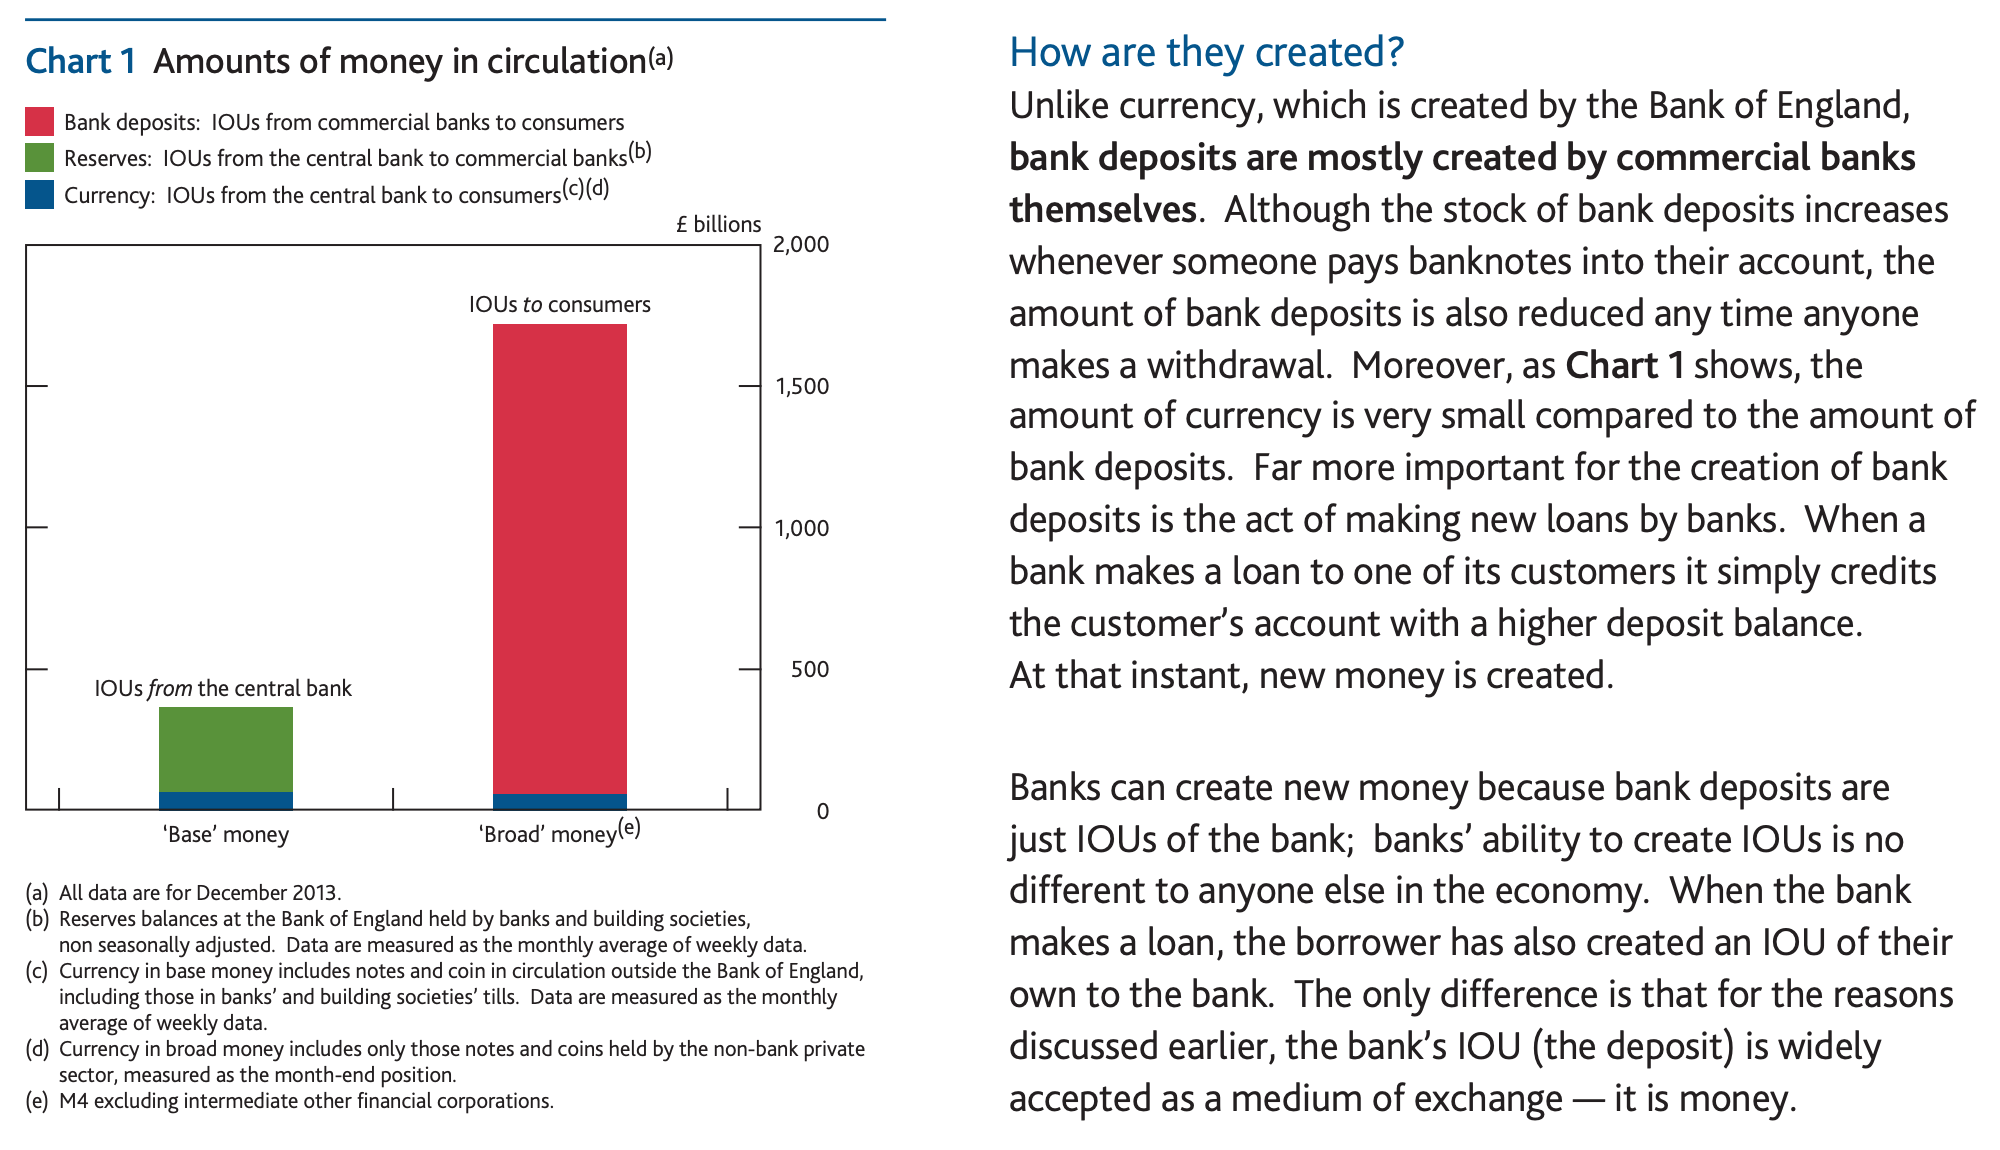 Chart 1 Amounts of money in circulation(a)
Bank deposits: IOUs from commercial banks to consumers
Reserves: IOUs from the central bank to commercial banks(b)
Currency: IOUs from the central bank to consumers(c)(d)
£ billions
2,000
IOUs to consumers
1,500
1,000
500
IOUs from the central bank
0
‘Base’ money
‘Broad’ money(e)
(a) All data are for December 2013.
(b) Reserves balances at the Bank of England held by banks and building societies,
non seasonally adjusted. Data are measured as the monthly average of weekly data.
(c) Currency in base money includes notes and coin in circulation outside the Bank of England,
including those in banks’ and building societies’ tills. Data are measured as the monthly
average of weekly data.
(d) Currency in broad money includes only those notes and coins held by the non-bank private
sector, measured as the month-end position.
(e) M4 excluding intermediate other financial corporations.
How are they created?
Unlike currency, which is created by the Bank of England,
bank deposits are mostly created by commercial banks
themselves. Although the stock of bank deposits increases
whenever someone pays banknotes into their account, the
amount of bank deposits is also reduced any time anyone
makes a withdrawal. Moreover, as Chart 1 shows, the
amount of currency is very small compared to the amount of
bank deposits. Far more important for the creation of bank
deposits is the act of making new loans by banks. When a
bank makes a loan to one of its customers it simply credits
the customer’s account with a higher deposit balance.
At that instant, new money is created.
Banks can create new money because bank deposits are
just IOUs of the bank; banks’ ability to create IOUs is no
different to anyone else in the economy. When the bank
makes a loan, the borrower has also created an IOU of their
own to the bank. The only difference is that for the reasons
discussed earlier, the bank’s IOU (the deposit) is widely
accepted as a medium of exchange — it is money.